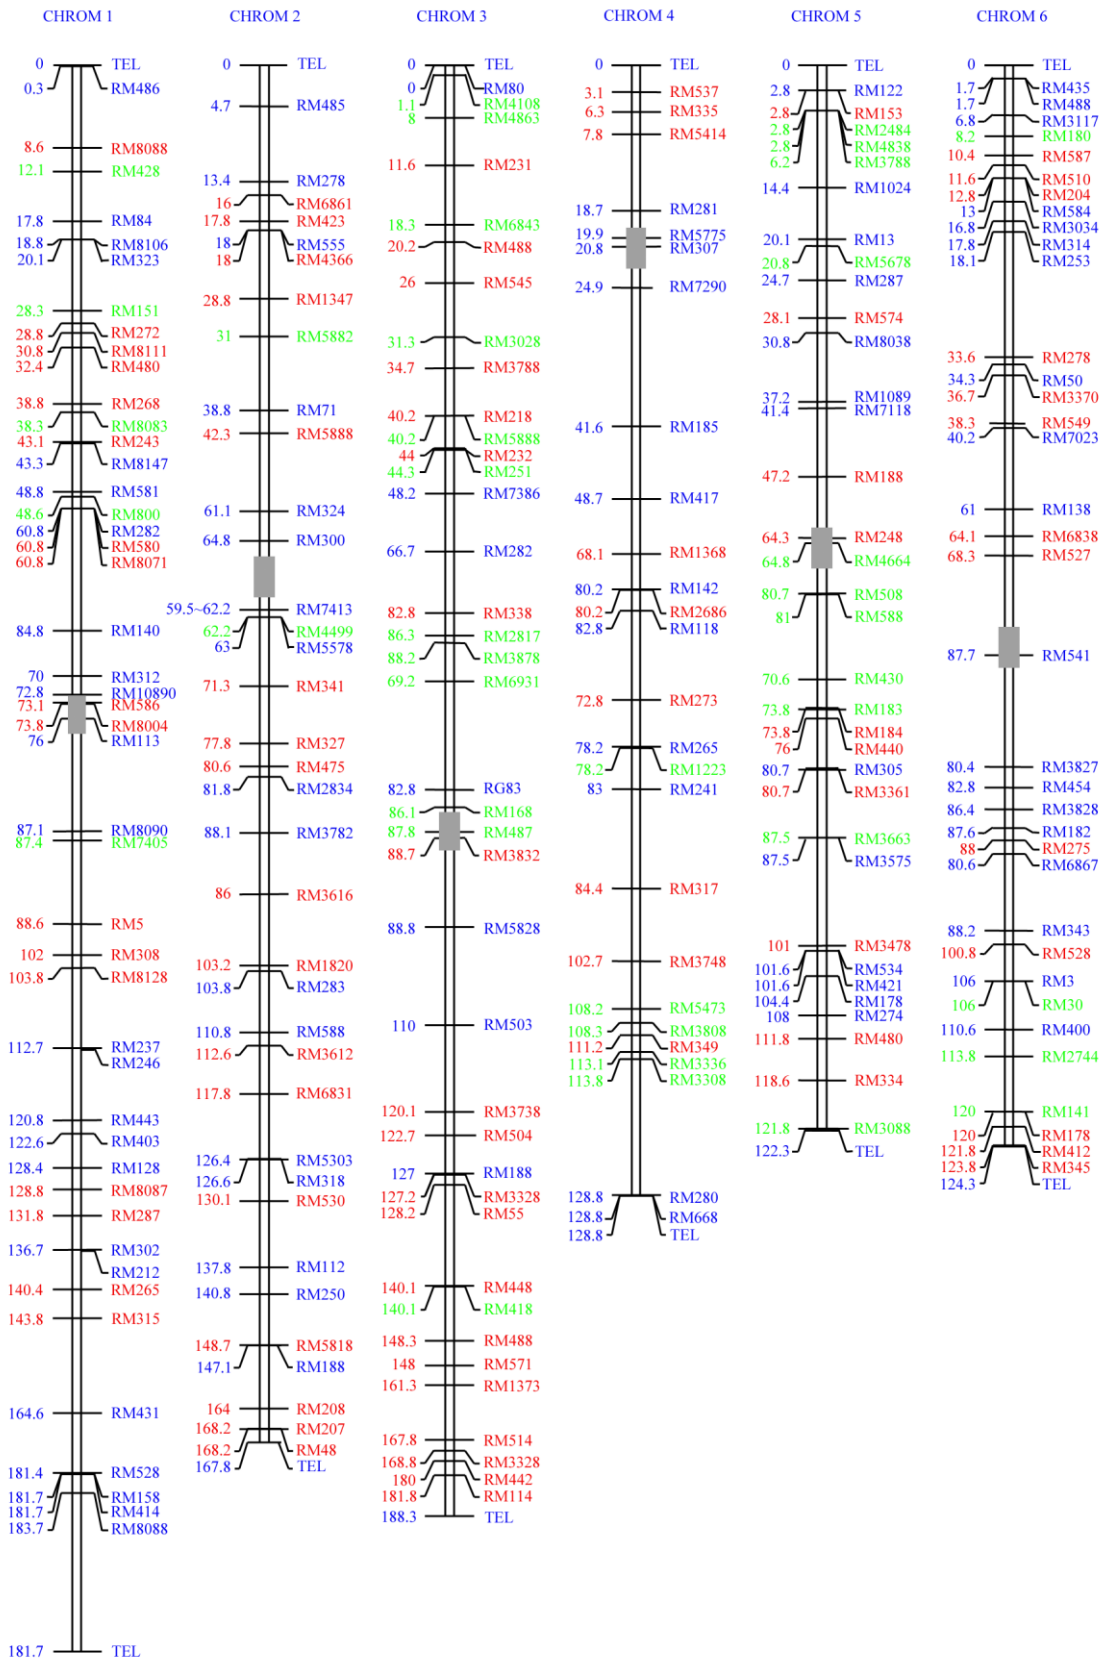 CHROM 1
0 TEL
0.3 RM486
8.6 RM8088
12.1 RM428
17.8 RM84
18.8 RM8106
20.1 RM323
28.3 RM151
28.8 RM272
30.8 RM8111
32.4 RM480
38.8 RM268
38.3 RM8083
43.1 RM243
43.3 RM8147
48.8 RM581
48.6 RM800
60.8 RM282
60.8 RM580
60.8 RM8071
84.8 RM140
70 RM312
72.8 RM10890
73.1 RM586
73.8 RM8004
76 RM113
87.1 RM8090
87.4 RM7405
88.6 RM5
102 RM308
103.8 RM8128
112.7 RM237
RM246
120.8 RM443
122.6 RM403
128.4 RM128
128.8 RM8087
131.8 RM287
136.7 RM302
RM212
140.4 RM265
143.8 RM315
164.6 RM431
181.4 RM528
181.7 RM158
181.7 RM414
183.7 RM8088
181.7 TEL
CHROM 2
0 TEL
4.7 RM485
13.4 RM278
16 RM6861
17.8 RM423
18 RM555
18 RM4366
28.8 RM1347
31 RM5882
38.8 RM71
42.3 RM5888
61.1 RM324
64.8 RM300
59.5~62.2 RM7413
62.2 RM4499
63 RM5578
71.3 RM341
77.8 RM327
80.6 RM475
81.8 RM2834
88.1 RM3782
86 RM3616
103.2 RM1820
103.8 RM283
110.8 RM588
112.6 RM3612
117.8 RM6831
126.4 RM5303
126.6 RM318
130.1 RM530
137.8 RM112
140.8 RM250
148.7 RM5818
147.1 RM188
164 RM208
168.2 RM207
168.2 RM48
167.8 TEL
CHROM 3
0 TEL
0 RM80
1.1 RM4108
8 RM4863
11.6 RM231
18.3 RM6843
20.2 RM488
26 RM545
31.3 RM3028
34.7 RM3788
40.2 RM218
40.2 RM5888
44 RM232
44.3 RM251
48.2 RM7386
66.7 RM282
82.8 RM338
86.3 RM2817
88.2 RM3878
69.2 RM6931
82.8 RG83
86.1 RM168
87.8 RM487
88.7 RM3832
88.8 RM5828
110 RM503
120.1 RM3738
122.7 RM504
127 RM188
127.2 RM3328
128.2 RM55
140.1 RM448
140.1 RM418
148.3 RM488
148 RM571
161.3 RM1373
167.8 RM514
168.8 RM3328
180 RM442
181.8 RM114
188.3 TEL
CHROM 4
0 TEL
3.1 RM537
6.3 RM335
7.8 RM5414
18.7 RM281
19.9 RM5775
20.8 RM307
24.9 RM7290
41.6 RM185
48.7 RM417
68.1 RM1368
80.2 RM142
80.2 RM2686
82.8 RM118
72.8 RM273
78.2 RM265
78.2 RM1223
83 RM241
84.4 RM317
102.7 RM3748
108.2 RM5473
108.3 RM3808
111.2 RM349
113.1 RM3336
113.8 RM3308
128.8 RM280
128.8 RM668
128.8 TEL
CHROM 5
0 TEL
2.8 RM122
2.8 RM153
2.8 RM2484
2.8 RM4838
6.2 RM3788
14.4 RM1024
20.1 RM13
20.8 RM5678
24.7 RM287
28.1 RM574
30.8 RM8038
37.2 RM1089
41.4 RM7118
47.2 RM188
64.3 RM248
64.8 RM4664
80.7 RM508
81 RM588
70.6 RM430
73.8 RM183
73.8 RM184
76 RM440
80.7 RM305
80.7 RM3361
87.5 RM3663
87.5 RM3575
101 RM3478
101.6 RM534
101.6 RM421
104.4 RM178
108 RM274
111.8 RM480
118.6 RM334
121.8 RM3088
122.3 TEL
CHROM 6
0 TEL
1.7 RM435
1.7 RM488
6.8 RM3117
8.2 RM180
10.4 RM587
11.6 RM510
12.8 RM204
13 RM584
16.8 RM3034
17.8 RM314
18.1 RM253
33.6 RM278
34.3 RM50
36.7 RM3370
38.3 RM549
40.2 RM7023
61 RM138
64.1 RM6838
68.3 RM527
87.7 RM541
80.4 RM3827
82.8 RM454
86.4 RM3828
87.6 RM182
88 RM275
80.6 RM6867
88.2 RM343
100.8 RM528
106 RM3
106 RM30
110.6 RM400
113.8 RM2744
120 RM141
120 RM178
121.8 RM412
123.8 RM345
124.3 TEL